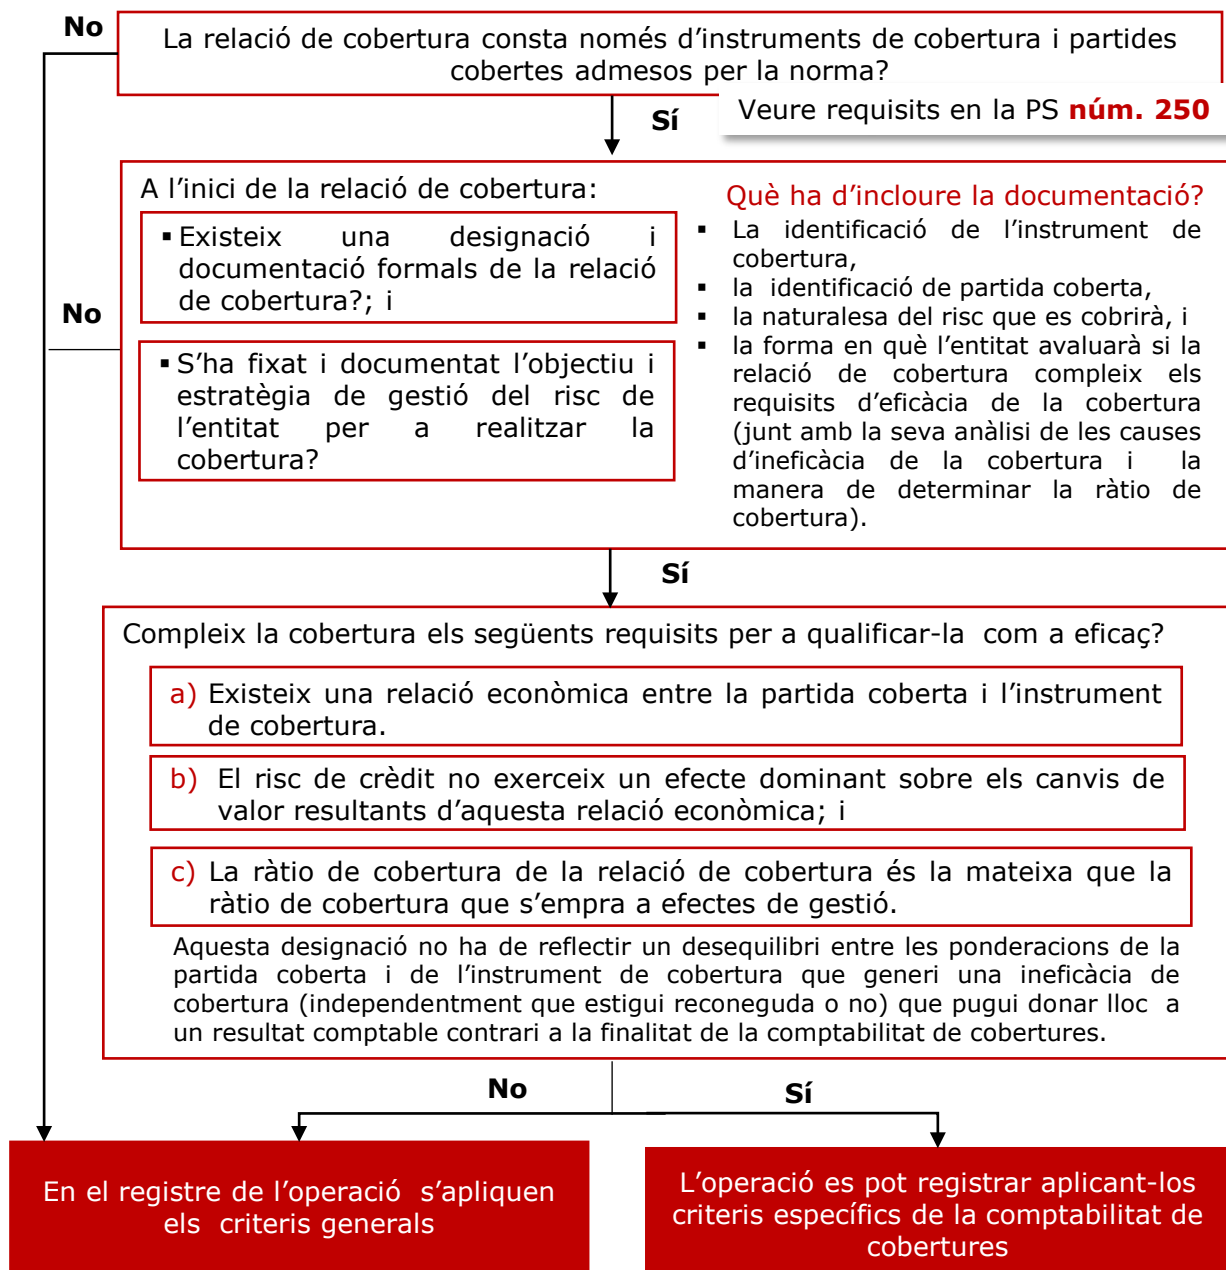 No
La relació de cobertura consta només d'instruments de cobertura i partides
cobertes admesos per la norma?
Sí
Veure requisits en la PS núm. 250
A l'inici de la relació de cobertura:
▪ Existeix una designació i
documentació formals de la relació
de cobertura?; i
No
▪ S'ha fixat i documentat l'objectiu i
estratègia de gestió del risc de
l'entitat per a realitzar la
cobertura?
Què ha d'incloure la documentació?
▪ La identificació de l'instrument de
cobertura,
▪ la identificació de partida coberta,
▪ la naturalesa del risc que es cobrirà, i
▪ la forma en què l'entitat avaluarà si la
relació de cobertura compleix els
requisits d'eficàcia de la cobertura
(junt amb la seva anàlisi de les causes
d'ineficàcia de la cobertura i la
manera de determinar la ràtio de
cobertura).
Sí
Compleix la cobertura els següents requisits per a qualificar-la com a eficaç?
a) Existeix una relació econòmica entre la partida coberta i l'instrument
de cobertura.
b) El risc de crèdit no exerceix un efecte dominant sobre els canvis de
valor resultants d'aquesta relació econòmica; i
c) La ràtio de cobertura de la relació de cobertura és la mateixa que la
ràtio de cobertura que s'empra a efectes de gestió.
Aquesta designació no ha de reflectir un desequilibri entre les ponderacions de la
partida coberta i de l'instrument de cobertura que generi una ineficàcia de
cobertura (independentment que estigui reconeguda o no) que pugui donar lloc a
un resultat comptable contrari a la finalitat de la comptabilitat de cobertures.
No
Sí
En el registre de l'operació s'apliquen
els criteris generals
L'operació es pot registrar aplicant-los
criteris específics de la comptabilitat de
cobertures